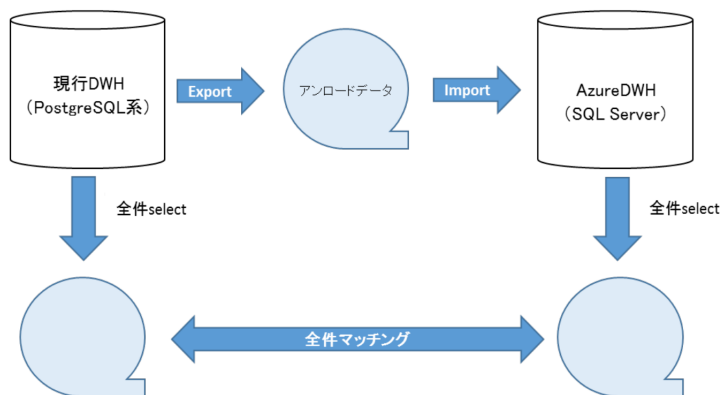 現行DWH
（PostgreSQL系）
Export
アンロードデータ
Import
AzureDWH
（SQL Server）
全件select
全件select
全件マッチング